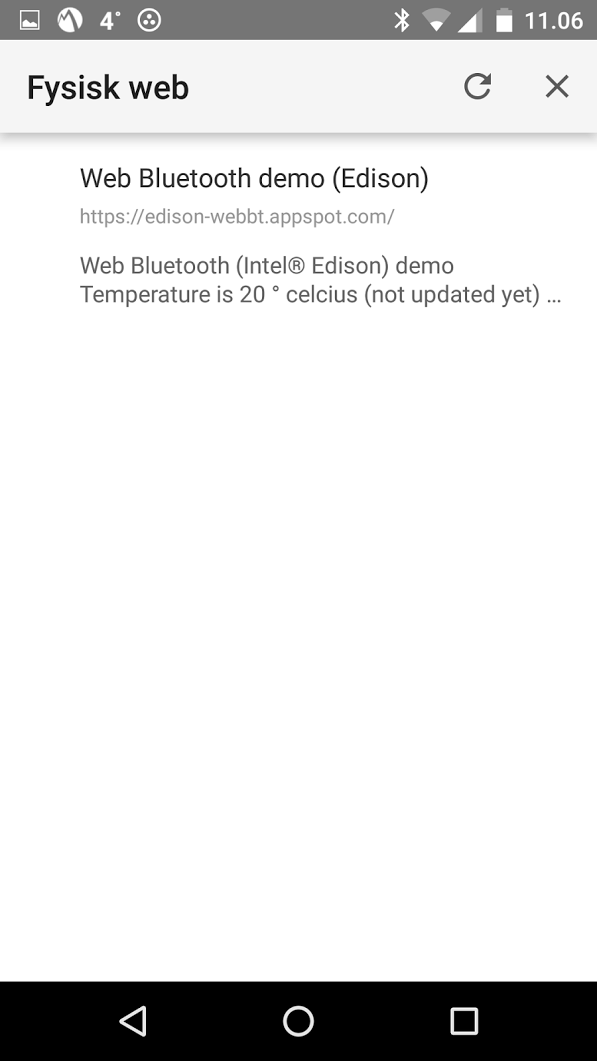 4° 11.06
Fysisk web
Web Bluetooth demo (Edison)
https://edison-webbt.appspot.com/
Web Bluetooth (Intel® Edison) demo
Temperature is 20 ° celcius (not updated yet) ...